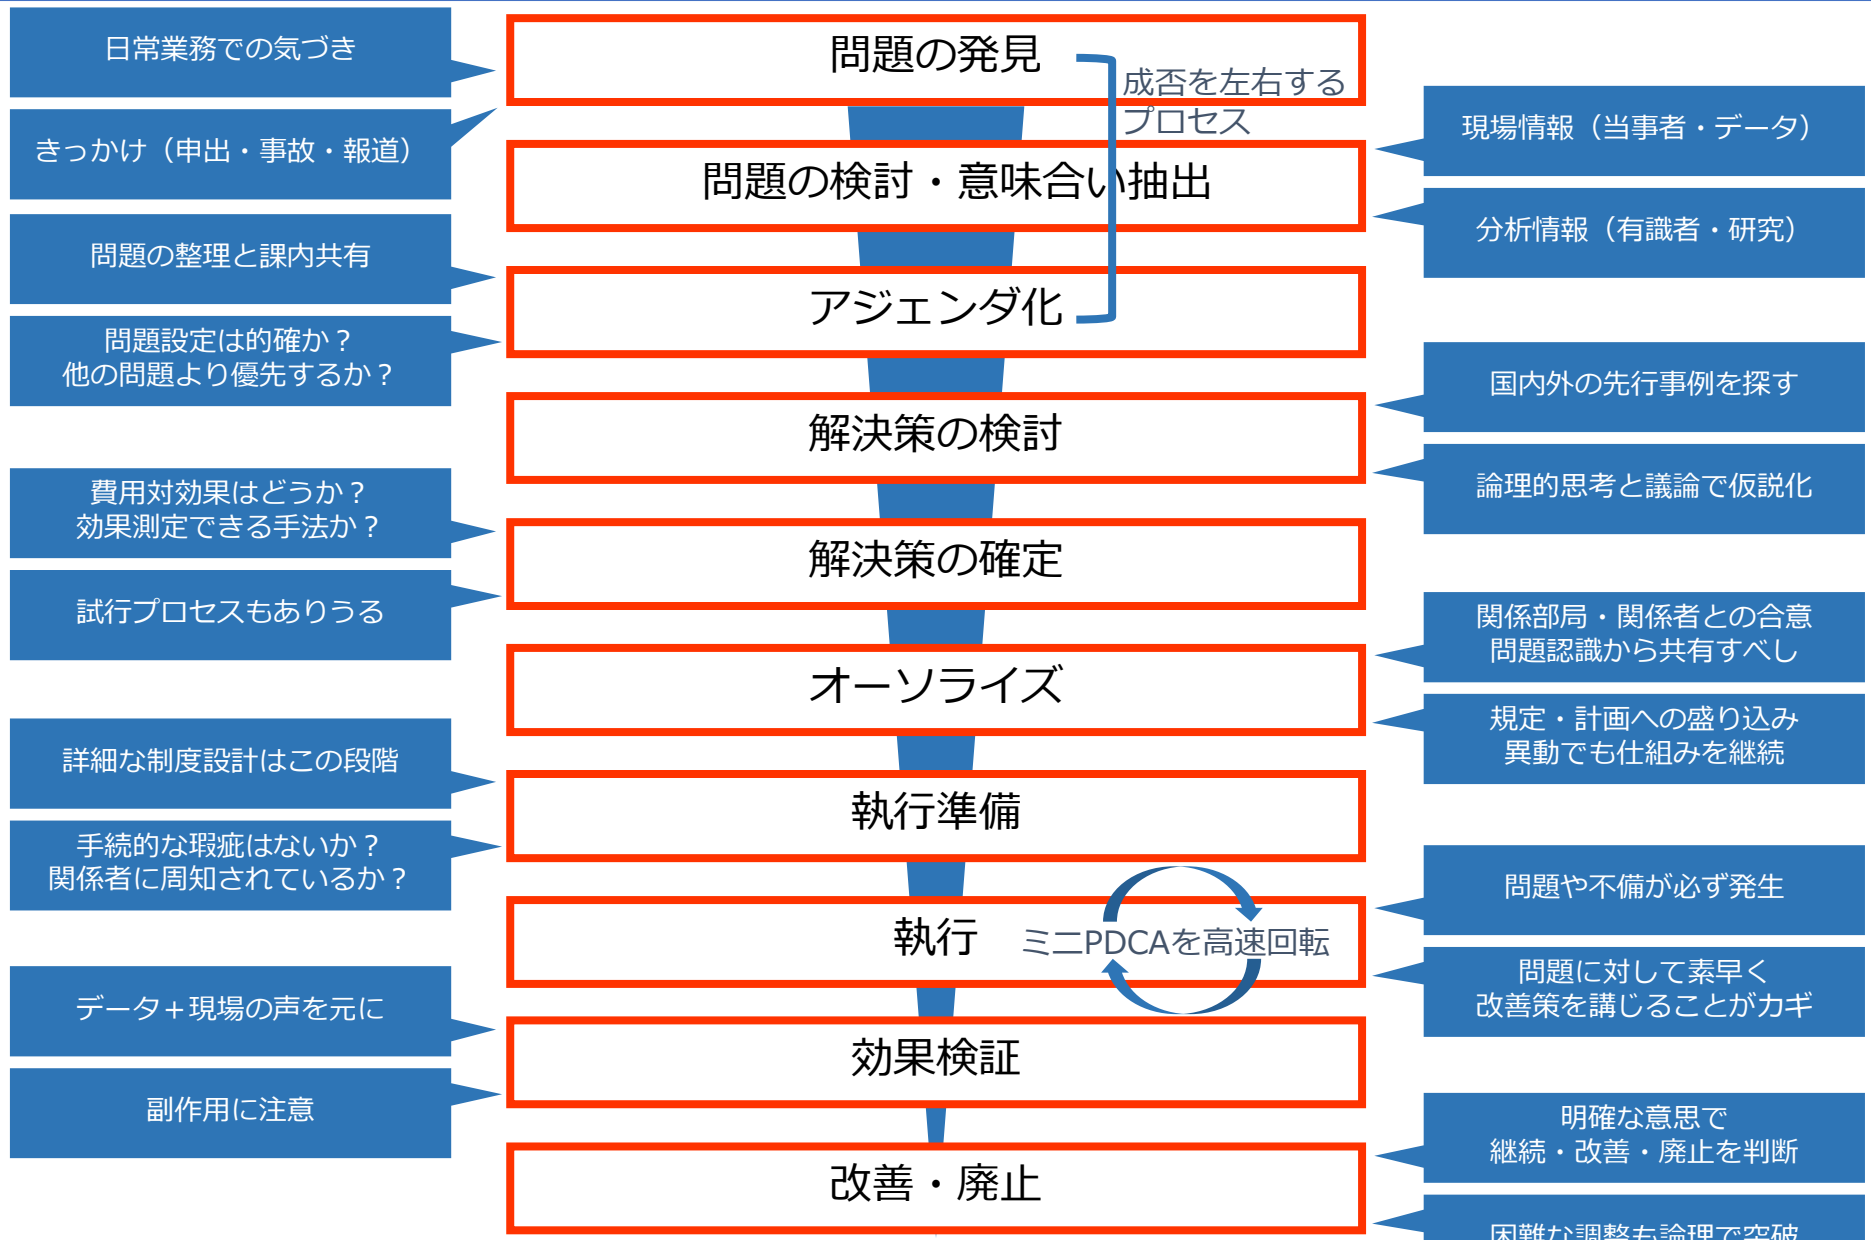 日常業務での気づき
きっかけ（申出・事故・報道）
問題の発見
成否を左右する
プロセス
問題の検討・意味合い抽出
現場情報（当事者・データ）
分析情報（有識者・研究）
問題の整理と課内共有
問題設定は的確か？
他の問題より優先するか？
アジェンダ化
解決策の検討
国内外の先行事例を探す
論理的思考と議論で仮説化
費用対効果はどうか？
効果測定できる手法か？
試行プロセスもありうる
解決策の確定
オーソライズ
関係部局・関係者との合意
問題認識から共有すべし
規定・計画への盛り込み
異動でも仕組みを継続
詳細な制度設計はこの段階
手続的な瑕疵はないか？
関係者に周知されているか？
執行準備
執行
ミニPDCAを高速回転
問題や不備が必ず発生
問題に対して素早く
改善策を講じることがカギ
データ＋現場の声を元に
副作用に注意
効果検証
改善・廃止
明確な意思で
継続・改善・廃止を判断
困難な調整も論理で突破